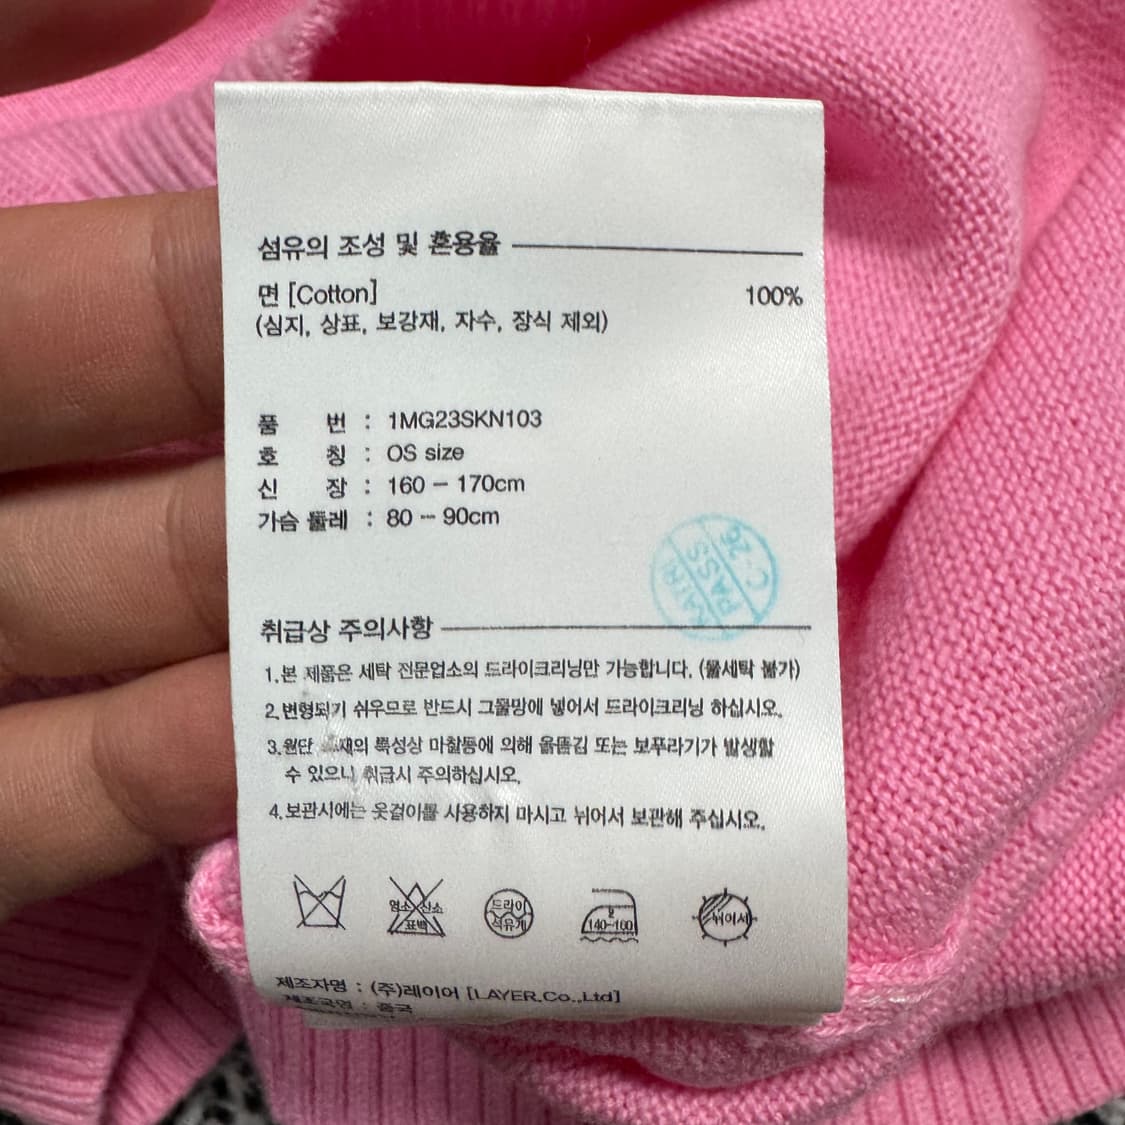 섬유의 조성 및 혼용율
면 [Cotton] 100%
(심지, 상표, 보강재, 자수, 장식 제외)
품 번 : 1MG23SKN103
호 칭 : OS size
신 장 : 160 - 170cm
가슴 둘레 : 80 - 90cm
PASS
C-26
취급상 주의사항
1.본 제품은 세탁 전문업소의 드라이크리닝만 가능합니다. (물세탁 불가)
2.변형되기 쉬우므로 반드시 그물망에 넣어서 드라이크리닝 하십시오.
3.원단 의 특성상 마찰등에 의해 올뜯김 또는 보푸라기가 발생할
수 있으니 취급시 주의하십시오.
4.보관시에는 옷걸이를 사용하지 마시고 뉘어서 보관해 주십시오.
염소 산소
표백
드라이
석유계
2
140~160
뉘어서
제조자명 : (주)레이어 [LAYER.Co.,Ltd]
제조국명 : 중국